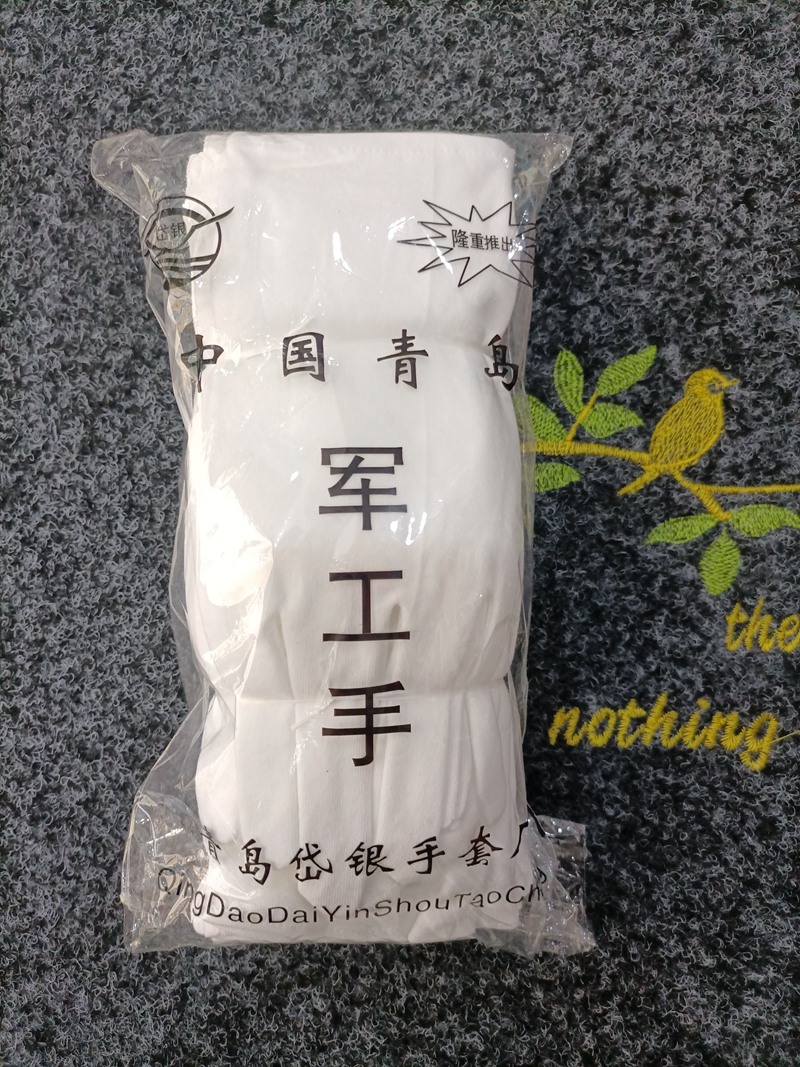 岱银
隆重推出
中国青岛
军工手
青岛岱银手套厂
QingDaoDaiYinShouTaoCh
the
nothing